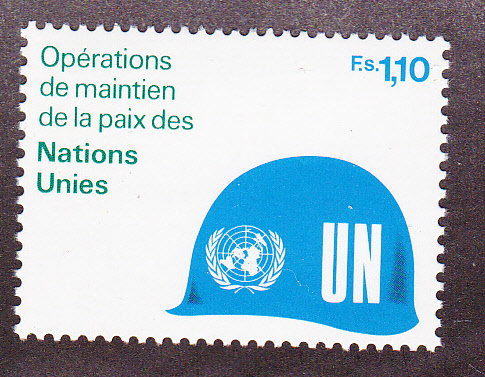 Opérations
de maintien
de la paix des
Nations
Unies
F.s.1,10
UN